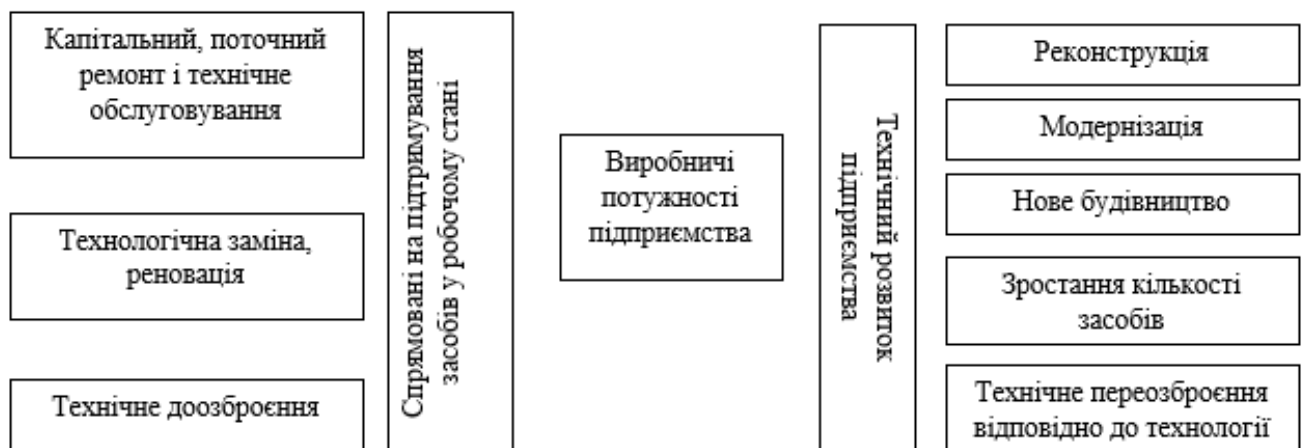 Капітальний, поточний
ремонт і технічне
обслуговування
Технологічна заміна,
реновація
Технічне доозброєння
Спрямовані на підтримування
засобів у робочому стані
Виробничі
потужності
підприємства
Технічний розвиток
підприємства
Реконструкція
Модернізація
Нове будівництво
Зростання кількості
засобів
Технічне переозброєння
відповідно до технології